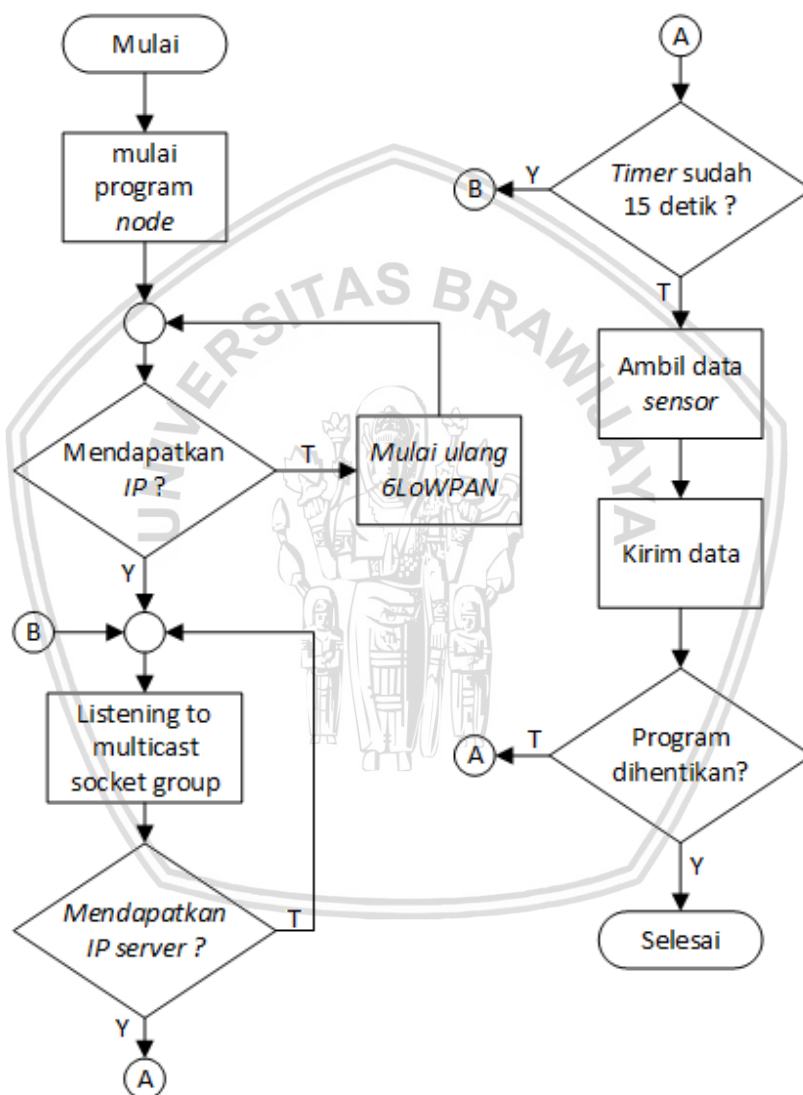 Mulai
mulai
program
node
Mendapatkan
IP ?
T
Mulai ulang
6LoWPAN
Y
B
Listening to
multicast
socket group
Mendapatkan
IP server ?
T
Y
A
A
Timer sudah
15 detik ?
Y
B
T
Ambil data
sensor
Kirim data
Program
dihentikan?
T
A
Y
Selesai
UNIVERSITAS BRAWIJAYA